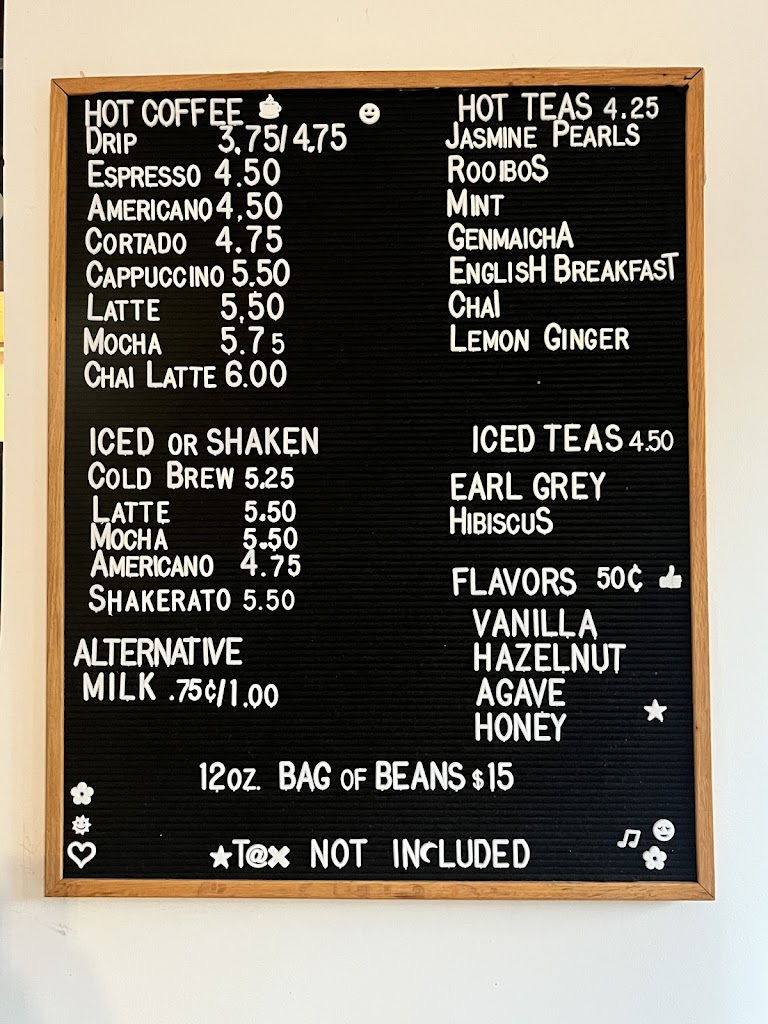 HOT COFFEE
DRIP 3.75/4.75
ESPRESSO 4.50
AMERICANO 4.50
CORTADO 4.75
CAPPUCCINO 5.50
LATTE 5.50
MOCHA 5.75
CHAI LATTE 6.00
ICED OR SHAKEN
COLD BREW 5.25
LATTE 5.50
MOCHA 5.50
AMERICANO 4.75
SHAKERATO 5.50
ALTERNATIVE
MILK .75¢/1.00
HOT TEAS 4.25
JASMINE PEARLS
ROOIBOS
MINT
GENMAICHA
ENGLISH BREAKFAST
CHAI
LEMON GINGER
ICED TEAS 4.50
EARL GREY
HIBISCUS
FLAVORS 50¢
VANILLA
HAZELNUT
AGAVE
HONEY
12OZ. BAG OF BEANS $15
★T@X NOT INCLUDED